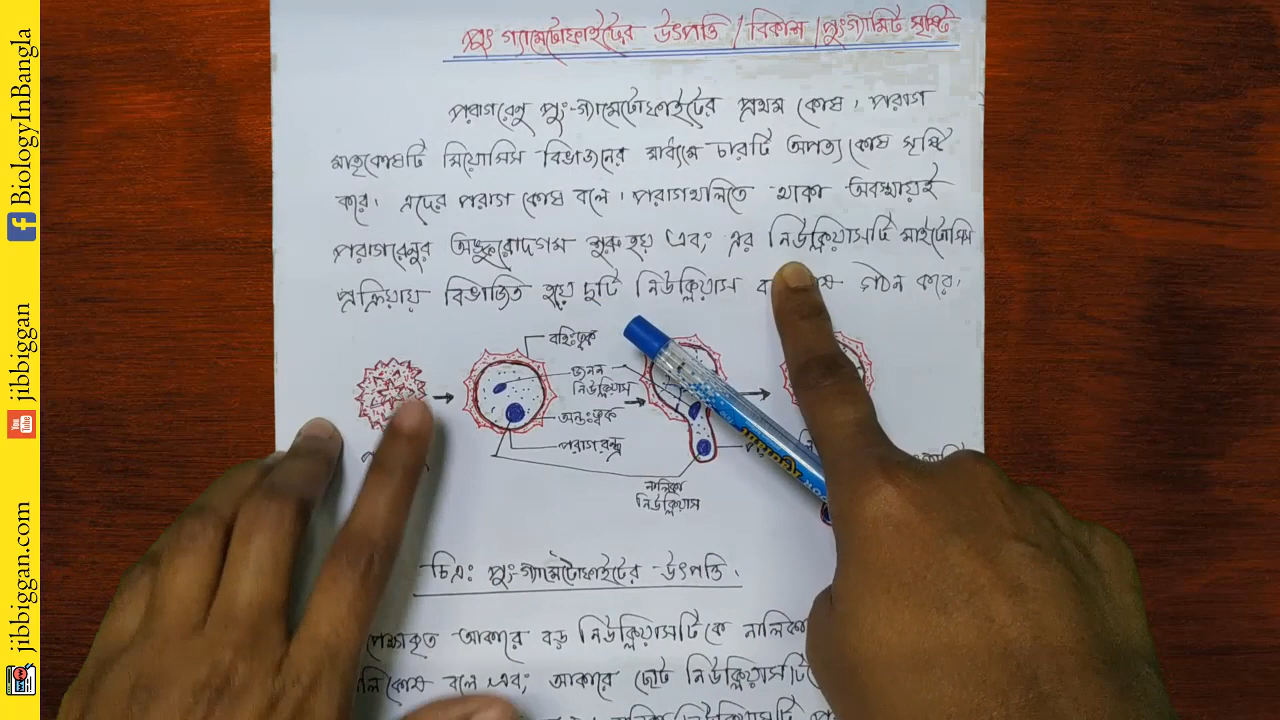 পুং গ্যামেটোফাইটের উৎপত্তি / বিকাশ / পুংগ্যামিট সৃষ্টি
পরাগরেণু পুং-গ্যামেটোফাইটের প্রথম কোষ। পরাগ
মাতৃকোষটি মিয়োসিস বিভাজনের মাধ্যমে চারটি অপত্য কোষ সৃষ্টি
করে। এদের পরাগ কোষ বলে। পরাগথলিতে থাকা অবস্থায়ই
পরাগরেনুর অঙ্কুরোদগম শুরু হয় এবং এর নিউক্লিয়াসটি মাইটোসিস
প্রক্রিয়ায় বিভাজিত হয়ে দুটি নিউক্লিয়াস গঠন করে।
বহিঃত্বক
জনন
নিউক্লিয়াস
অন্তঃত্বক
পরাগরন্ধ্র
নালিকা
নিউক্লিয়াস
চিত্র: পুং-গ্যামেটোফাইটের উৎপত্তি।
আকারে বড় নিউক্লিয়াসটিকে নালিকা
কোষ বলে এবং আকারে ছোট নিউক্লিয়াসটি
BiologyInBangla
jibbiggan
jibbiggan.com